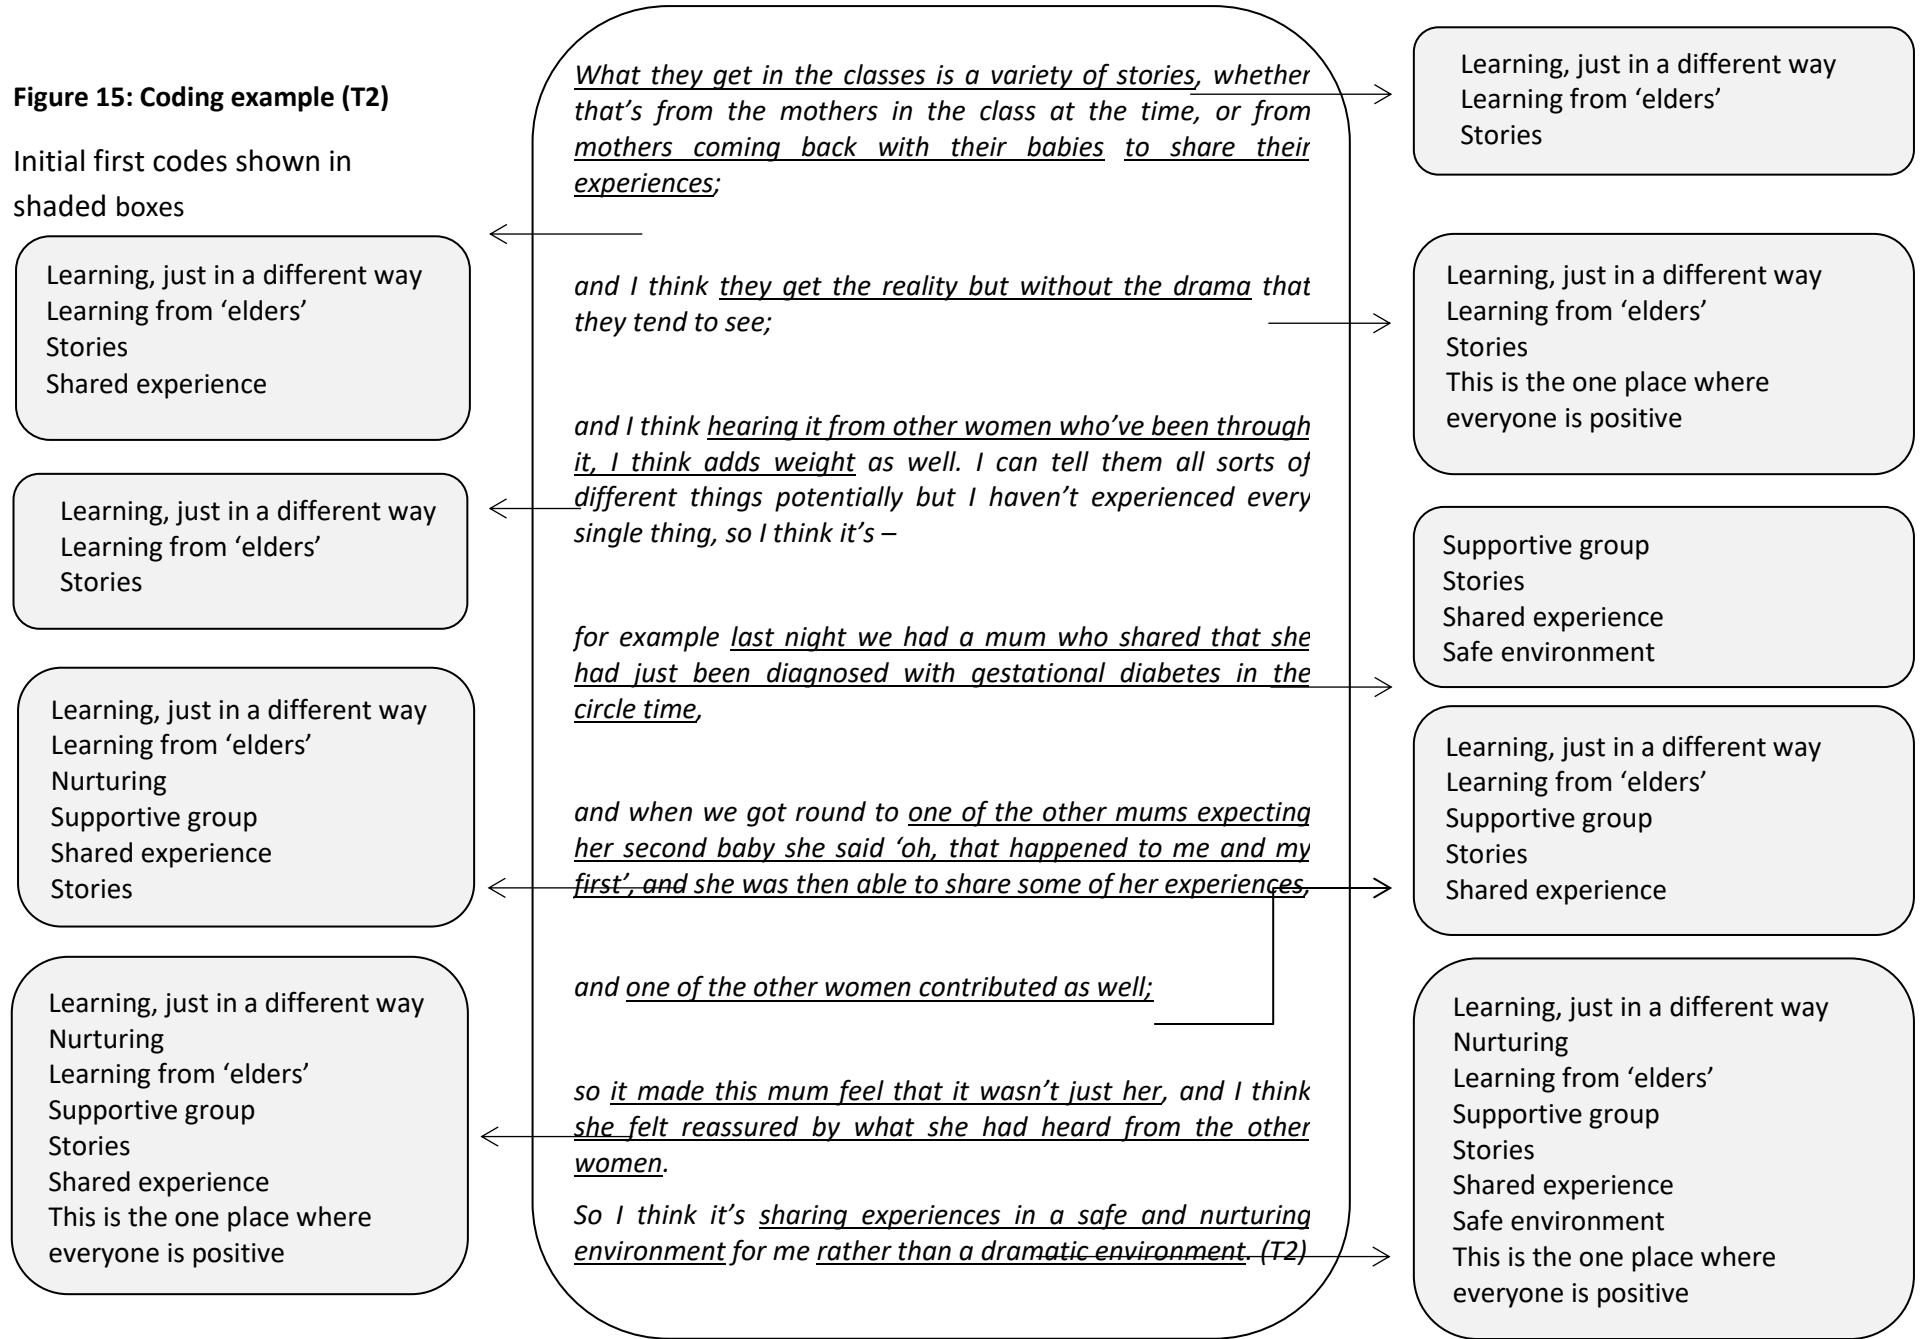 Figure 15: Coding example (T2)
Initial first codes shown in
shaded boxes
Learning, just in a different way
Learning from ‘elders’
Stories
Shared experience
Learning, just in a different way
Learning from ‘elders’
Stories
Learning, just in a different way
Learning from ‘elders’
Nurturing
Supportive group
Shared experience
Stories
Learning, just in a different way
Nurturing
Learning from ‘elders’
Supportive group
Stories
Shared experience
This is the one place where
everyone is positive
What they get in the classes is a variety of stories, whether
that’s from the mothers in the class at the time, or from
mothers coming back with their babies to share their
experiences;
and I think they get the reality but without the drama that
they tend to see;
and I think hearing it from other women who’ve been through
it, I think adds weight as well. I can tell them all sorts of
different things potentially but I haven’t experienced every
single thing, so I think it’s –
for example last night we had a mum who shared that she
had just been diagnosed with gestational diabetes in the
circle time,
and when we got round to one of the other mums expecting
her second baby she said ‘oh, that happened to me and my
first’, and she was then able to share some of her experiences,
and one of the other women contributed as well;
so it made this mum feel that it wasn’t just her, and I think
she felt reassured by what she had heard from the other
women.
So I think it’s sharing experiences in a safe and nurturing
environment for me rather than a dramatic environment. (T2)
Learning, just in a different way
Learning from ‘elders’
Stories
Learning, just in a different way
Learning from ‘elders’
Stories
This is the one place where
everyone is positive
Supportive group
Stories
Shared experience
Safe environment
Learning, just in a different way
Learning from ‘elders’
Supportive group
Stories
Shared experience
Learning, just in a different way
Nurturing
Learning from ‘elders’
Supportive group
Stories
Shared experience
Safe environment
This is the one place where
everyone is positive